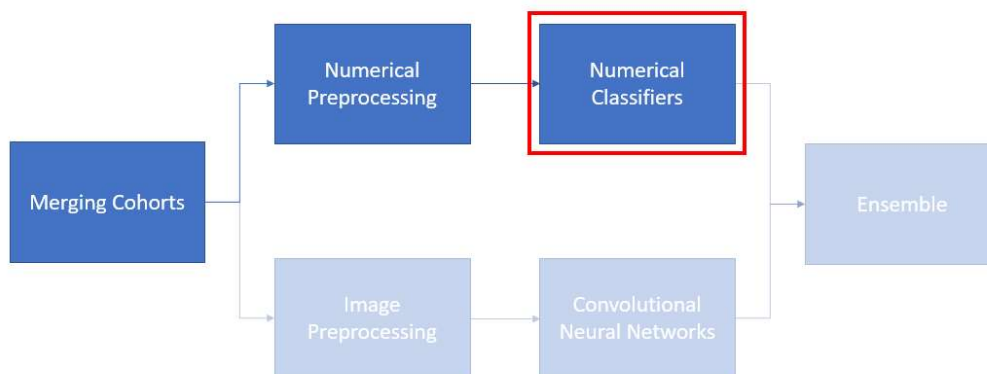 Numerical
Preprocessing
Numerical
Classifiers
Merging Cohorts
Ensemble
Image
Preprocessing
Convolutional
Neural Networks